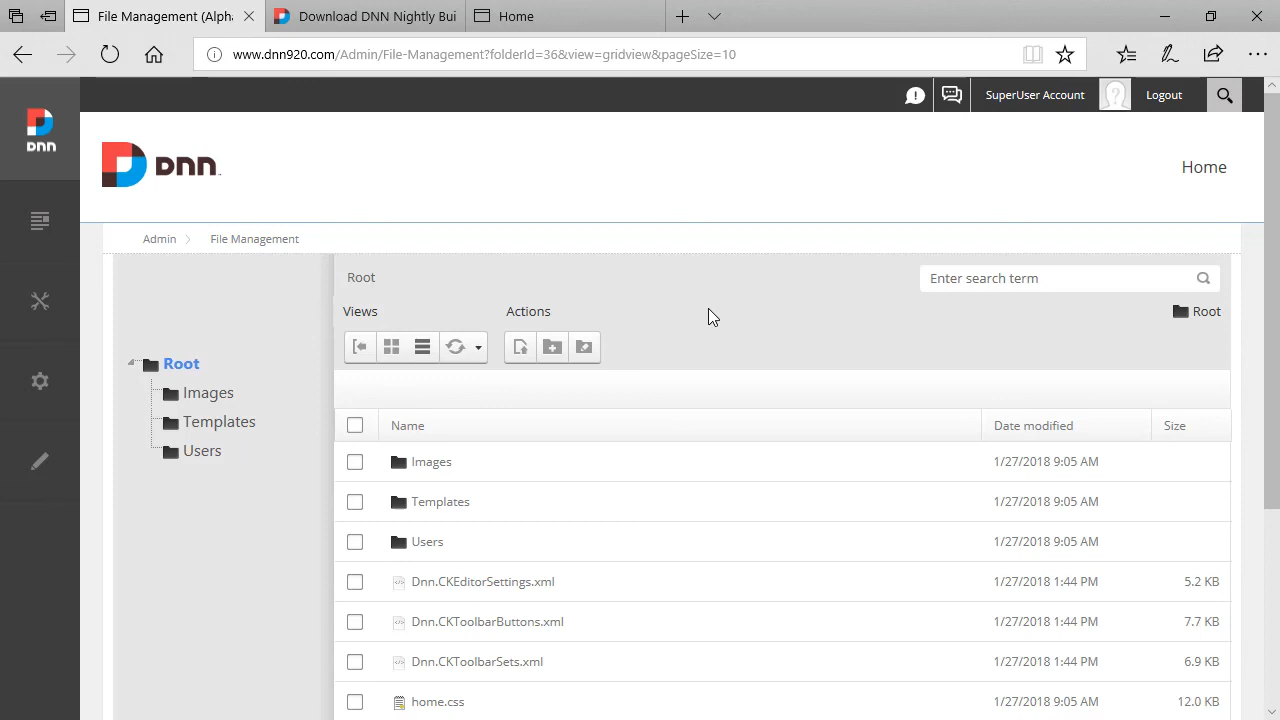 File Management (Alpha
Download DNN Nightly Bui
Home
www.dnn920.com/Admin/File-Management?folderId=36&view=gridview&pageSize=10
DNN
SuperUser Account
Logout
DNN
Home
Admin
File Management
Root
Enter search term
Views
Actions
Root
Root
Images
Templates
Users
Name
Date modified
Size
Images
1/27/2018 9:05 AM
Templates
1/27/2018 9:05 AM
Users
1/27/2018 9:05 AM
Dnn.CKEditorSettings.xml
1/27/2018 1:44 PM
5.2 KB
Dnn.CKToolbarButtons.xml
1/27/2018 1:44 PM
7.7 KB
Dnn.CKToolbarSets.xml
1/27/2018 1:44 PM
6.9 KB
home.css
1/27/2018 9:05 AM
12.0 KB